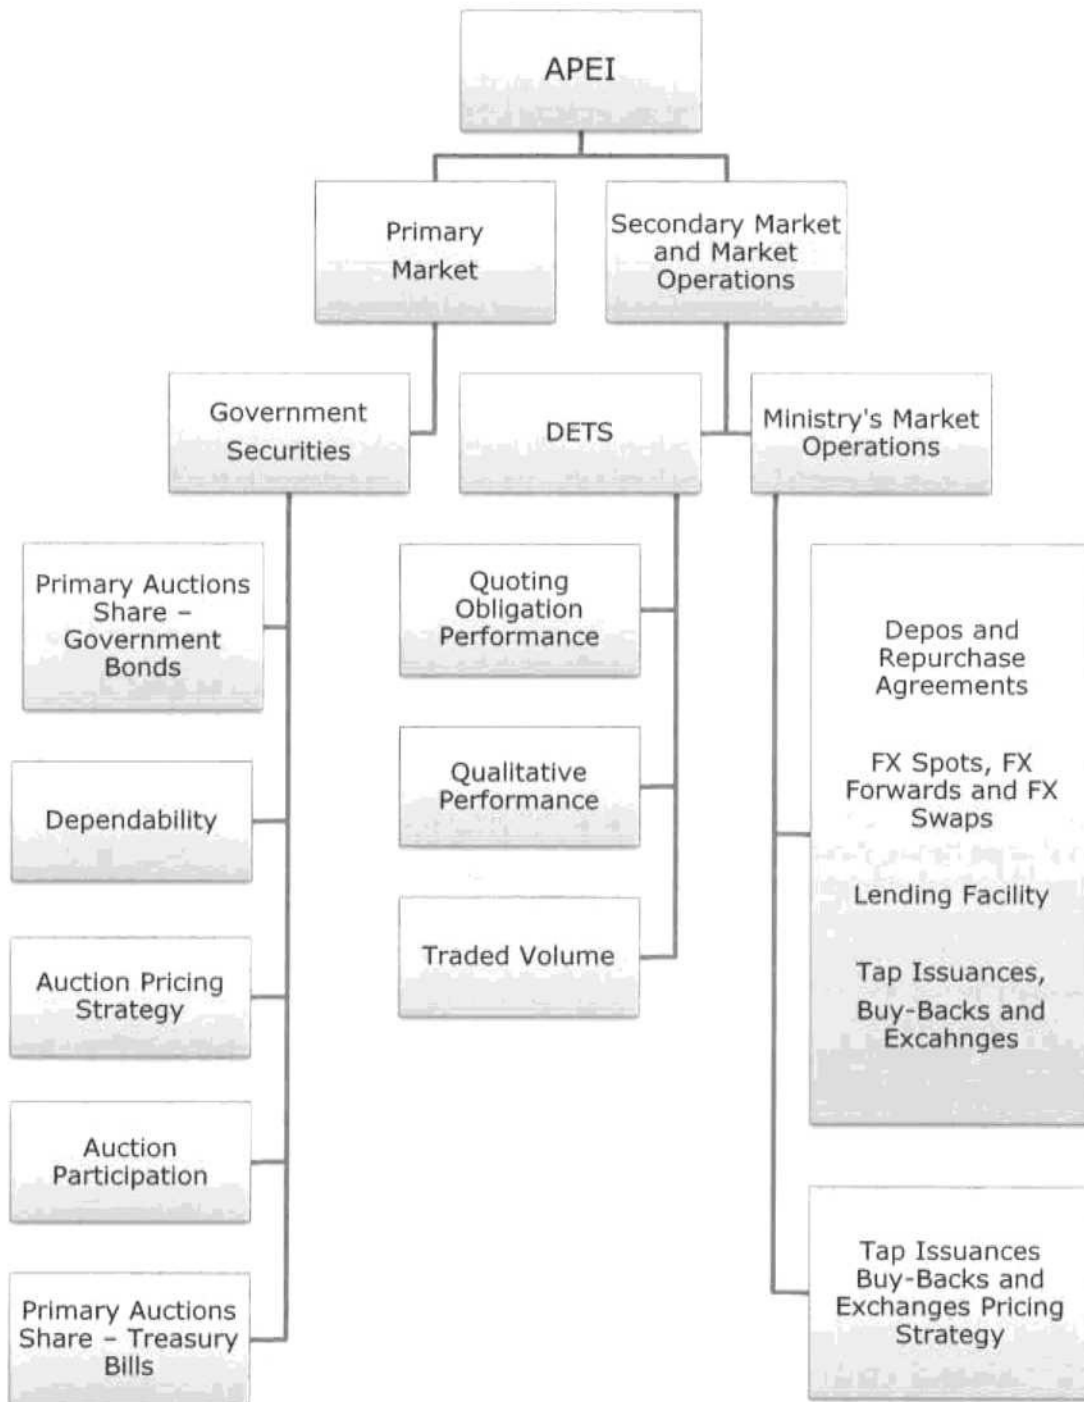 APEI
Primary
Market
Secondary Market
and Market
Operations
Government
Securities
DETS
Ministry's Market
Operations
Primary Auctions
Share –
Government
Bonds
Dependability
Auction Pricing
Strategy
Auction
Participation
Primary Auctions
Share – Treasury
Bills
Quoting
Obligation
Performance
Qualitative
Performance
Traded Volume
Depos and
Repurchase
Agreements
FX Spots, FX
Forwards and FX
Swaps
Lending Facility
Tap Issuances,
Buy-Backs and
Excahnges
Tap Issuances
Buy-Backs and
Exchanges Pricing
Strategy